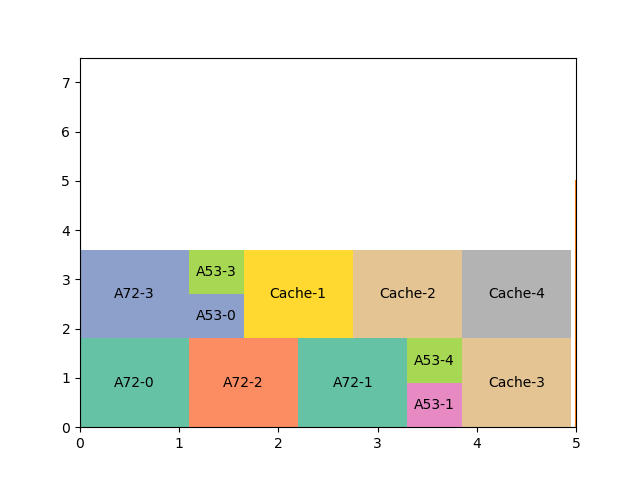 7
6
5
4
3
2
1
0
A72-3
A53-3
A53-0
Cache-1
Cache-2
Cache-4
A72-0
A72-2
A72-1
A53-4
A53-1
Cache-3
0 1 2 3 4 5